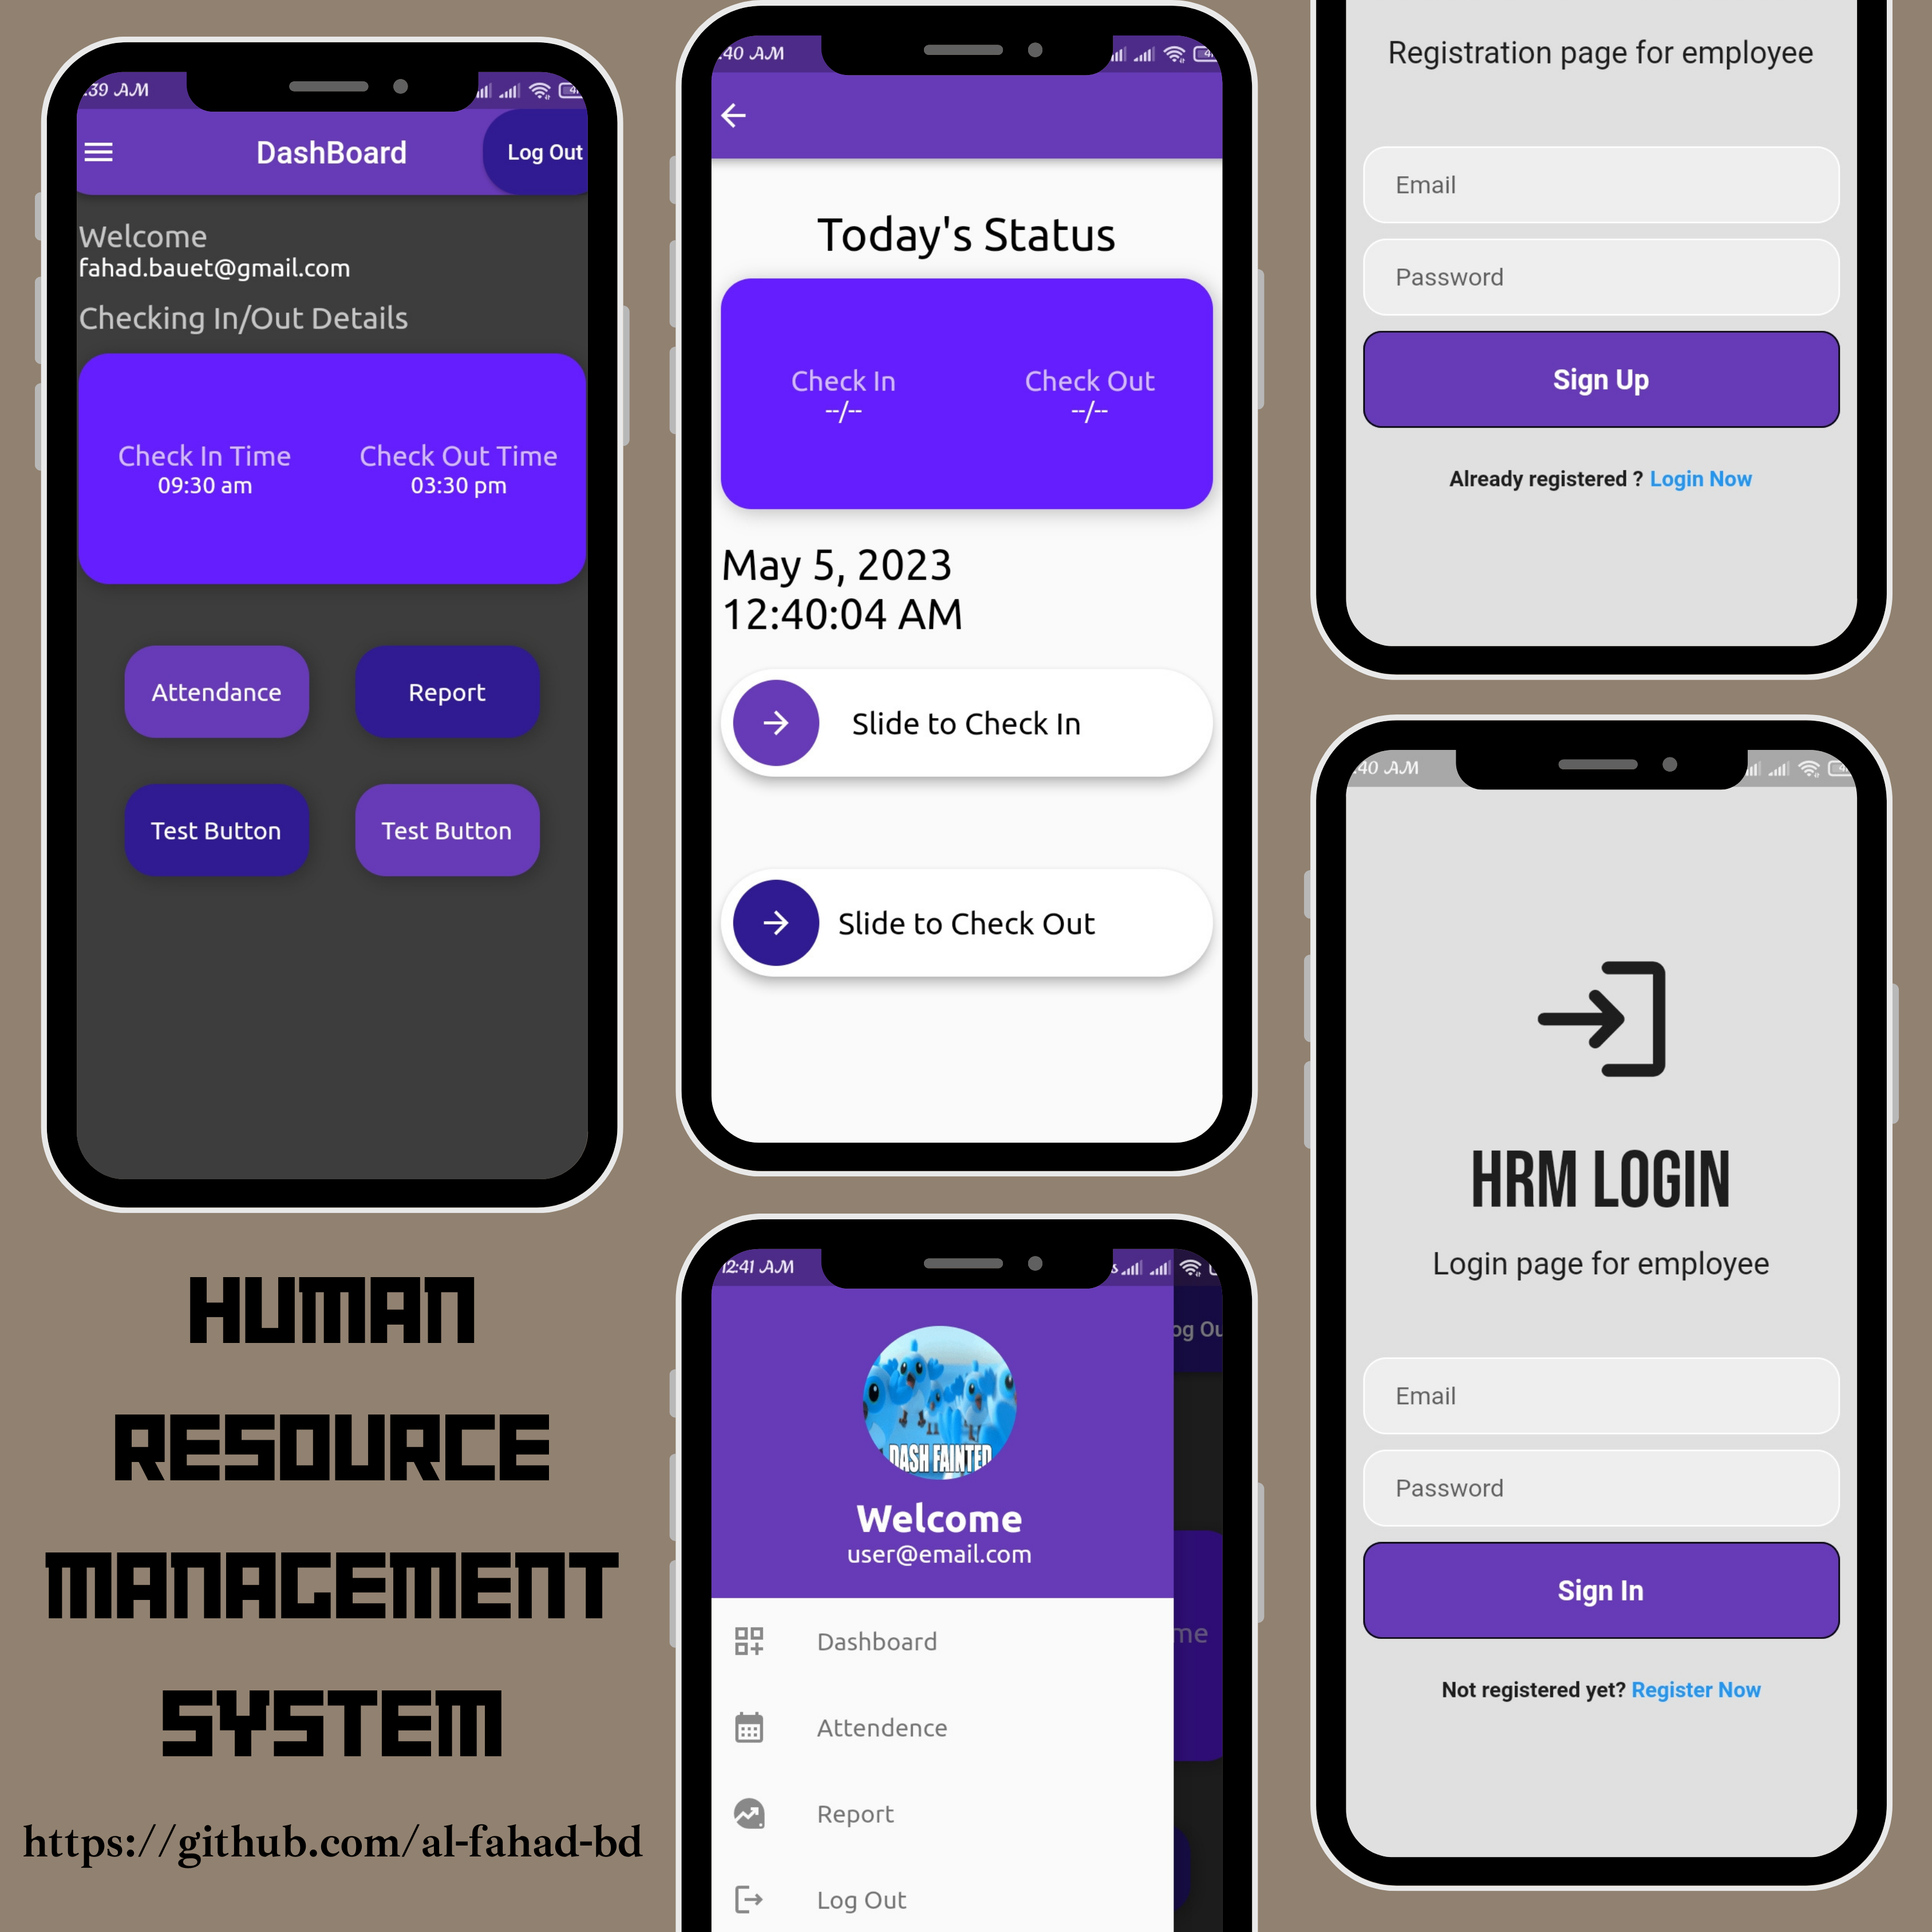 :39 AM
DashBoard
Log Out
Welcome
fahad.bauet@gmail.com
Checking In/Out Details
Check In Time
09:30 am
Check Out Time
03:30 pm
Attendance
Report
Test Button
Test Button
HUMAN
RESOURCE
MANAGEMENT
SYSTEM
https://github.com/al-fahad-bd
:40 AM
Today's Status
Check In
--/--
Check Out
--/--
May 5, 2023
12:40:04 AM
Slide to Check In
Slide to Check Out
12:41 AM
og Ou
DASH FAINTED
Welcome
user@email.com
me
Dashboard
Attendence
Report
Log Out
Registration page for employee
Email
Password
Sign Up
Already registered ? Login Now
:40 AM
HRM LOGIN
Login page for employee
Email
Password
Sign In
Not registered yet? Register Now